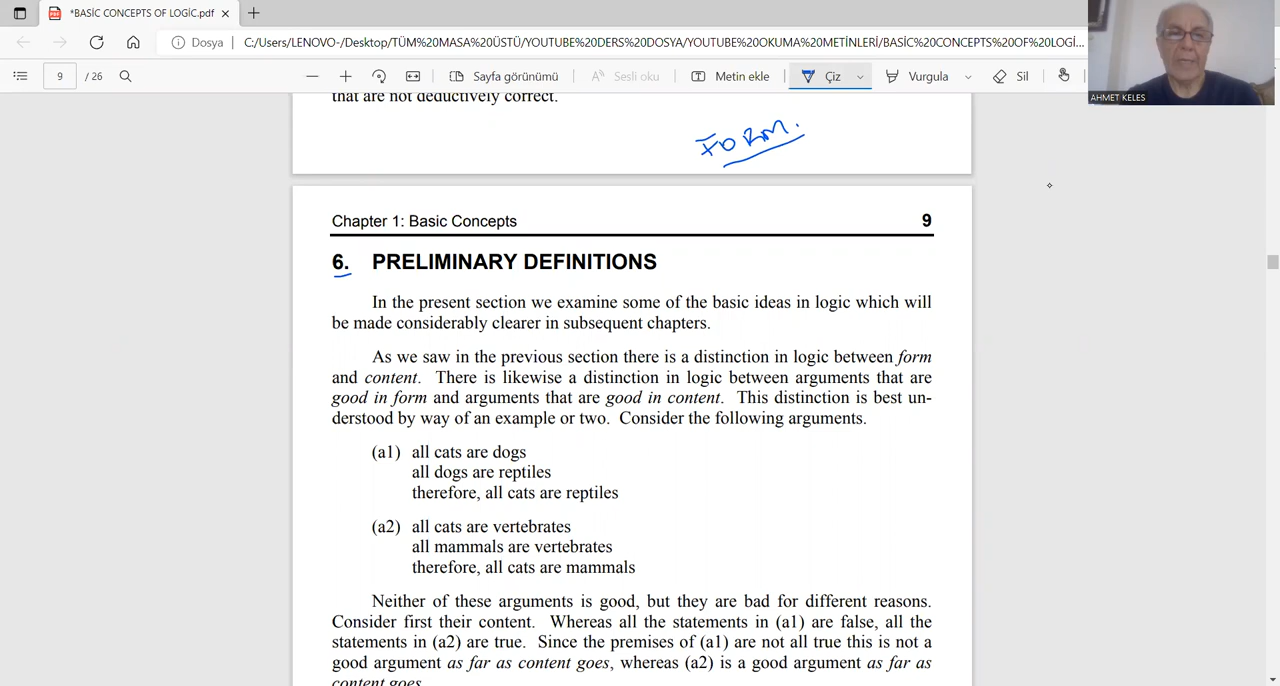 *BASİC CONCEPTS OF LOGİC.pdf
Dosya
C:/Users/LENOVO-/Desktop/TÜM%20MASA%20ÜSTÜ/YOUTUBE%20DERS%20DOSYA/YOUTUBE%20OKUMA%20METİNLERİ/BASİC%20CONCEPTS%20OF%20LOGİ...
9 / 26
Sayfa görünümü
Sesli oku
Metin ekle
Çiz
Vurgula
Sil
AHMET KELES
that are not deductively correct.
FORM.
Chapter 1: Basic Concepts 9
6. PRELIMINARY DEFINITIONS
In the present section we examine some of the basic ideas in logic which will
be made considerably clearer in subsequent chapters.
As we saw in the previous section there is a distinction in logic between form
and content. There is likewise a distinction in logic between arguments that are
good in form and arguments that are good in content. This distinction is best un-
derstood by way of an example or two. Consider the following arguments.
(a1) all cats are dogs
all dogs are reptiles
therefore, all cats are reptiles
(a2) all cats are vertebrates
all mammals are vertebrates
therefore, all cats are mammals
Neither of these arguments is good, but they are bad for different reasons.
Consider first their content. Whereas all the statements in (a1) are false, all the
statements in (a2) are true. Since the premises of (a1) are not all true this is not a
good argument as far as content goes, whereas (a2) is a good argument as far as
content goes.